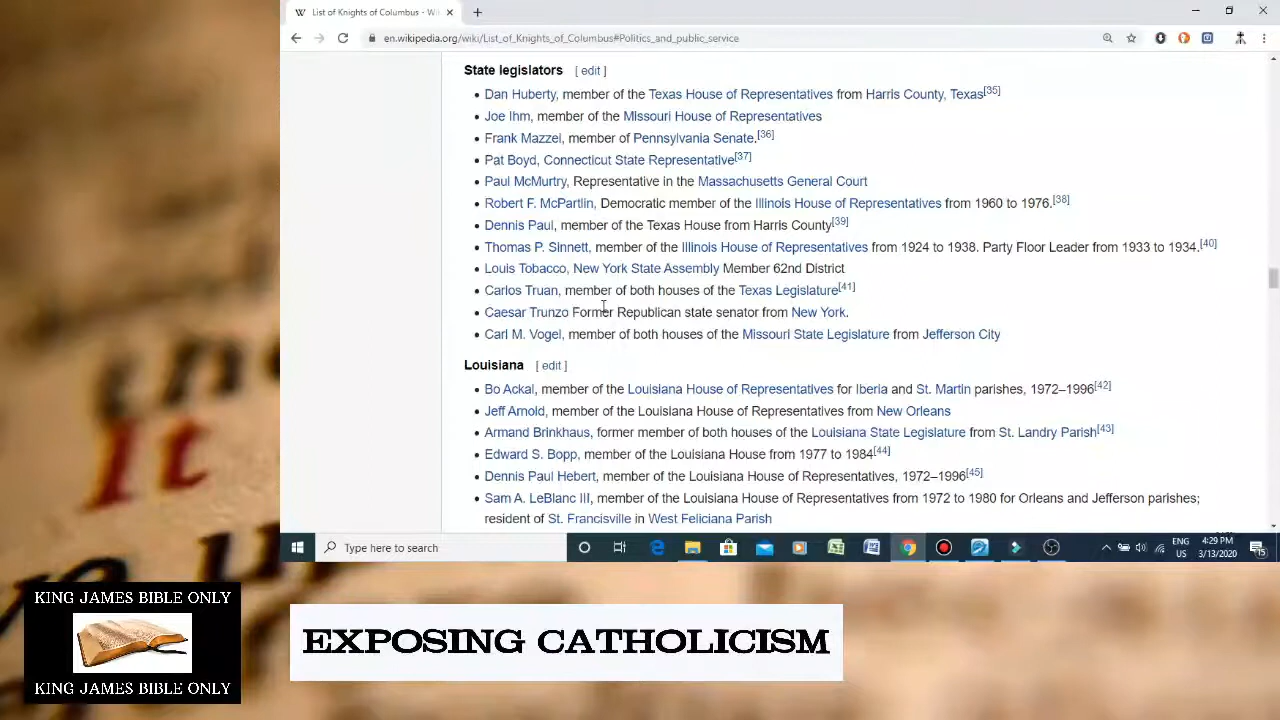 List of Knights of Columbus - Wi
en.wikipedia.org/wiki/List_of_Knights_of_Columbus#Politics_and_public_service
State legislators [ edit ]
• Dan Huberty, member of the Texas House of Representatives from Harris County, Texas[35]
• Joe Ihm, member of the Missouri House of Representatives
• Frank Mazzel, member of Pennsylvania Senate.[36]
• Pat Boyd, Connecticut State Representative[37]
• Paul McMurtry, Representative in the Massachusetts General Court
• Robert F. McPartlin, Democratic member of the Illinois House of Representatives from 1960 to 1976.[38]
• Dennis Paul, member of the Texas House from Harris County[39]
• Thomas P. Sinnett, member of the Illinois House of Representatives from 1924 to 1938. Party Floor Leader from 1933 to 1934.[40]
• Louis Tobacco, New York State Assembly Member 62nd District
• Carlos Truan, member of both houses of the Texas Legislature[41]
• Caesar Trunzo Former Republican state senator from New York.
• Carl M. Vogel, member of both houses of the Missouri State Legislature from Jefferson City
Louisiana [ edit ]
• Bo Ackal, member of the Louisiana House of Representatives for Iberia and St. Martin parishes, 1972–1996[42]
• Jeff Arnold, member of the Louisiana House of Representatives from New Orleans
• Armand Brinkhaus, former member of both houses of the Louisiana State Legislature from St. Landry Parish[43]
• Edward S. Bopp, member of the Louisiana House from 1977 to 1984[44]
• Dennis Paul Hebert, member of the Louisiana House of Representatives, 1972–1996[45]
• Sam A. LeBlanc III, member of the Louisiana House of Representatives from 1972 to 1980 for Orleans and Jefferson parishes;
resident of St. Francisville in West Feliciana Parish
Type here to search
ENG
US
4:29 PM
3/13/2020
15
It
KING JAMES BIBLE ONLY
KING JAMES BIBLE ONLY
EXPOSING CATHOLICISM